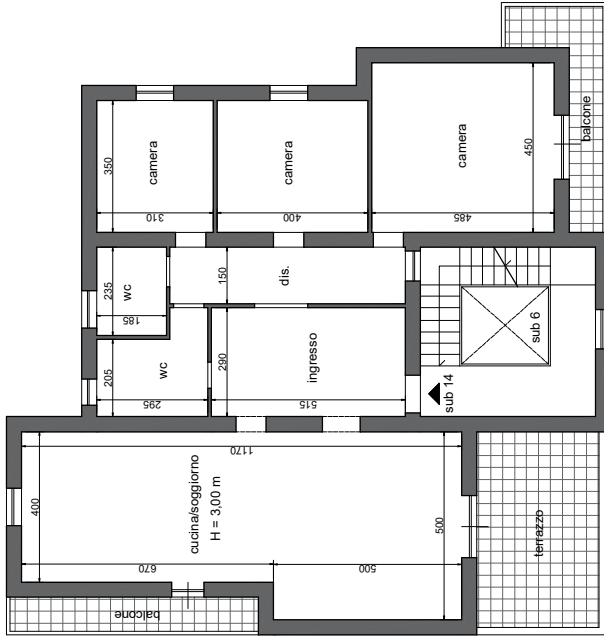 balcone
camera
350
310
camera
400
camera
450
485
wc
235
185
150
dis.
wc
205
295
290
ingresso
515
sub 6
sub 14
1170
400
cucina/soggiorno
H = 3,00 m
500
670
500
terrazzo
balcone